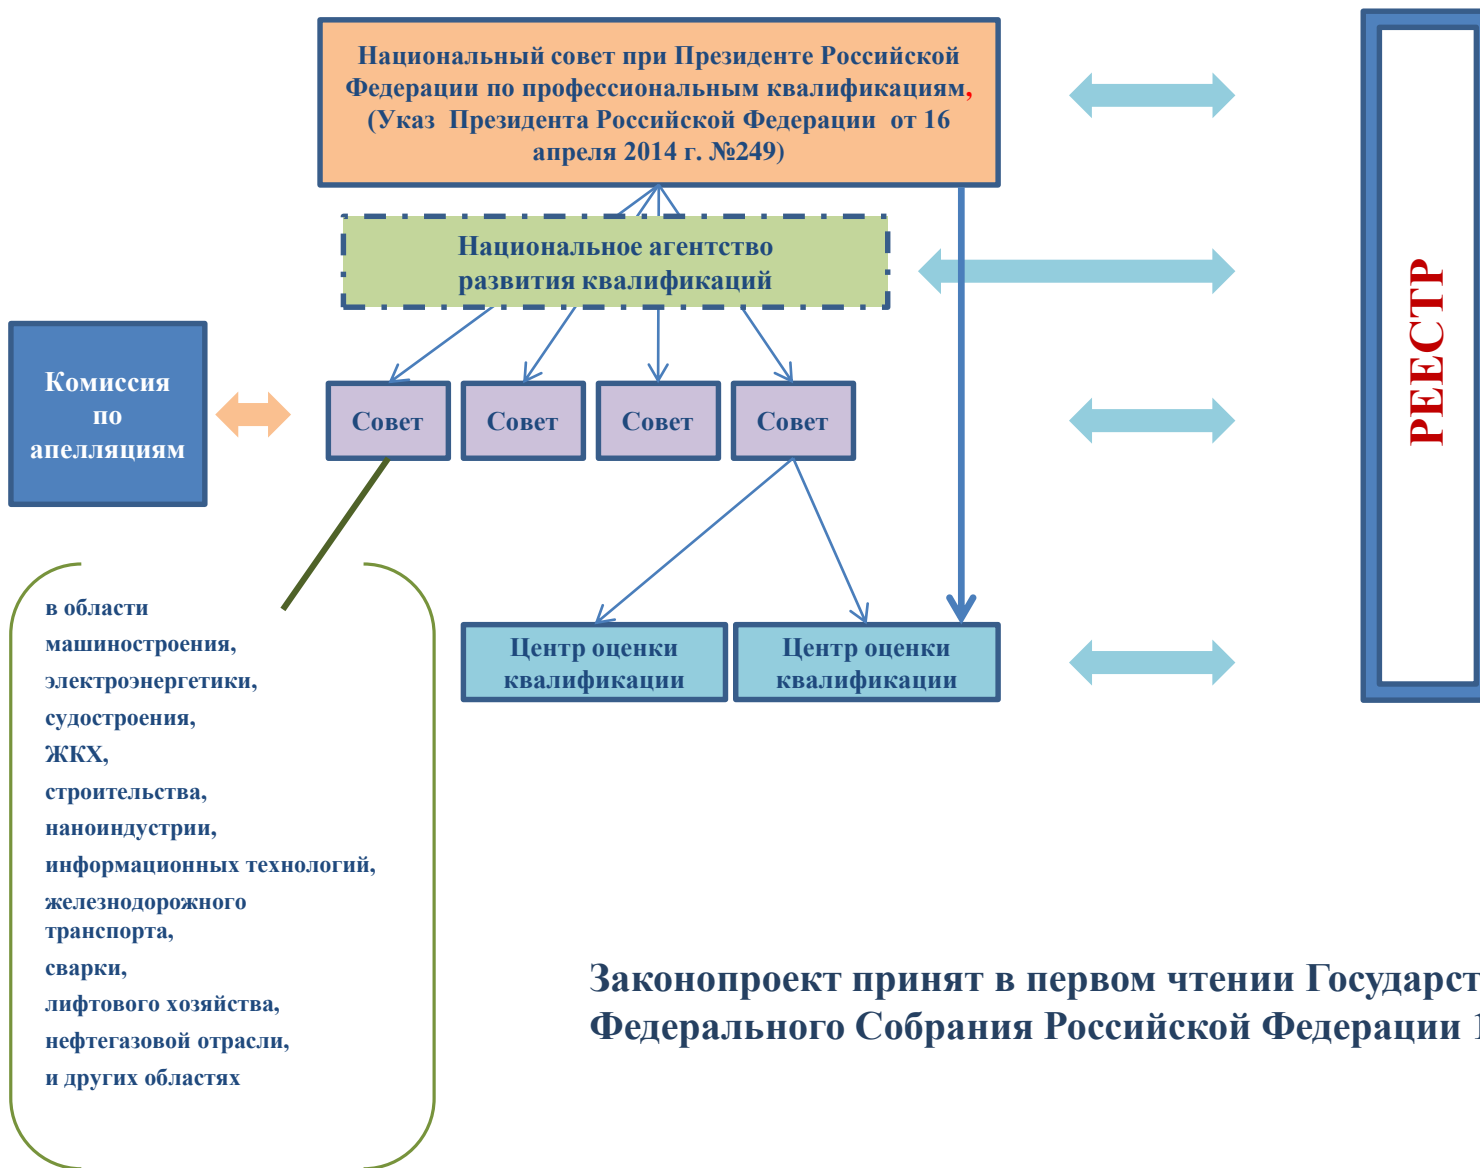 Национальный совет при Президенте Российской
Федерации по профессиональным квалификациям,
(Указ Президента Российской Федерации от 16
апреля 2014 г. №249)
Национальное агентство
развития квалификаций
РЕЕСТР
Комиссия
по
апелляциям
Совет
Совет
Совет
Совет
Центр оценки
квалификации
Центр оценки
квалификации
в области
машиностроения,
электроэнергетики,
судостроения,
ЖКХ,
строительства,
наноиндустрии,
информационных технологий,
железнодорожного
транспорта,
сварки,
лифтового хозяйства,
нефтегазовой отрасли,
и других областях
Законопроект принят в первом чтении Государст
Федерального Собрания Российской Федерации 1